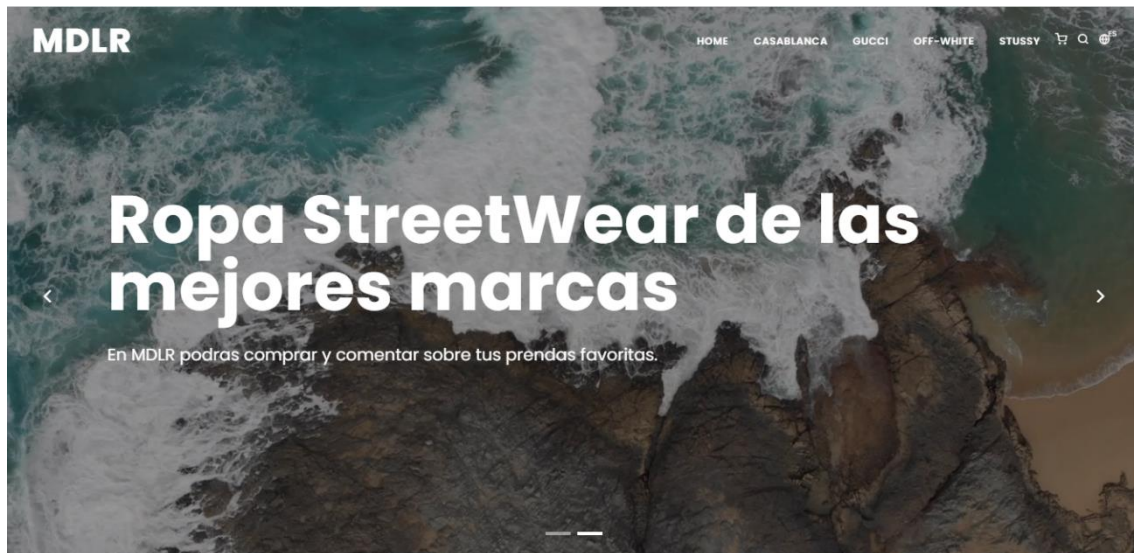 MDLR
HOME CASABLANCA GUCCI OFF-WHITE STUSSY ES
Ropa StreetWear de las
mejores marcas
En MDLR podras comprar y comentar sobre tus prendas favoritas.